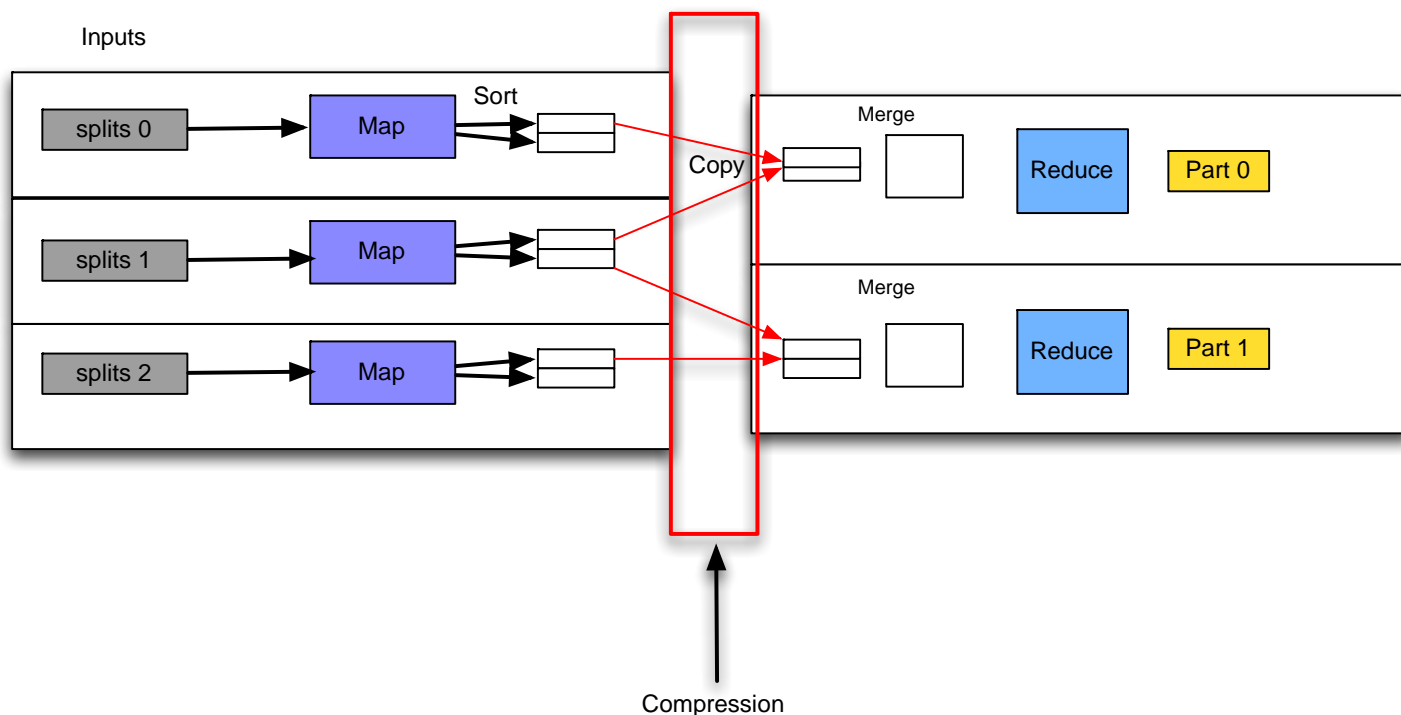 Inputs
splits 0
Map
Sort
Copy
Merge
Reduce
Part 0
splits 1
Map
Merge
Reduce
Part 1
splits 2
Map
Compression